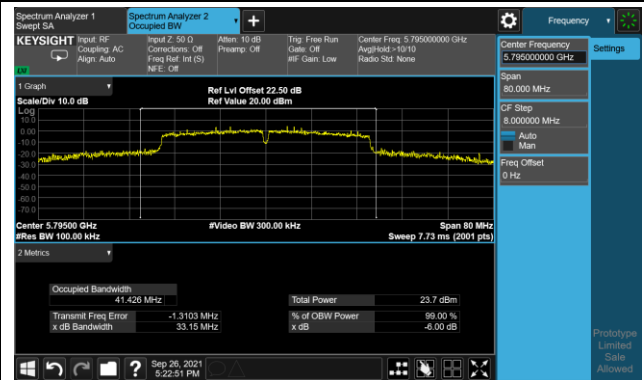 Spectrum Analyzer 1
Swept SA
Spectrum Analyzer 2
Occupied BW
Frequency
KEYSIGHT
Input: RF
Coupling: AC
Align: Auto
Input Z: 50 Ω
Corrections: Off
Freq Ref: Int (S)
NFE: Off
Atten: 10 dB
Preamp: Off
Trig: Free Run
Gate: Off
#IF Gain: Low
Center Freq: 5.795000000 GHz
Avg|Hold:>10/10
Radio Std: None
Center Frequency
5.795000000 GHz
Settings
Span
80.000 MHz
CF Step
8.000000 MHz
Auto
Man
Freq Offset
0 Hz
1 Graph
Scale/Div 10.0 dB
Ref Lvl Offset 22.50 dB
Ref Value 20.00 dBm
Log
10.0
0.00
-10.0
-20.0
-30.0
-40.0
-50.0
-60.0
-70.0
Center 5.79500 GHz
#Res BW 100.00 kHz
#Video BW 300.00 kHz
Span 80 MHz
Sweep 7.73 ms (2001 pts)
2 Metrics
Occupied Bandwidth
41.426 MHz
Total Power 23.7 dBm
Transmit Freq Error -1.3103 MHz
% of OBW Power 99.00 %
x dB Bandwidth 33.15 MHz
x dB -6.00 dB
Prototype
Limited
Sale
Allowed
Sep 26, 2021
5:22:51 PM